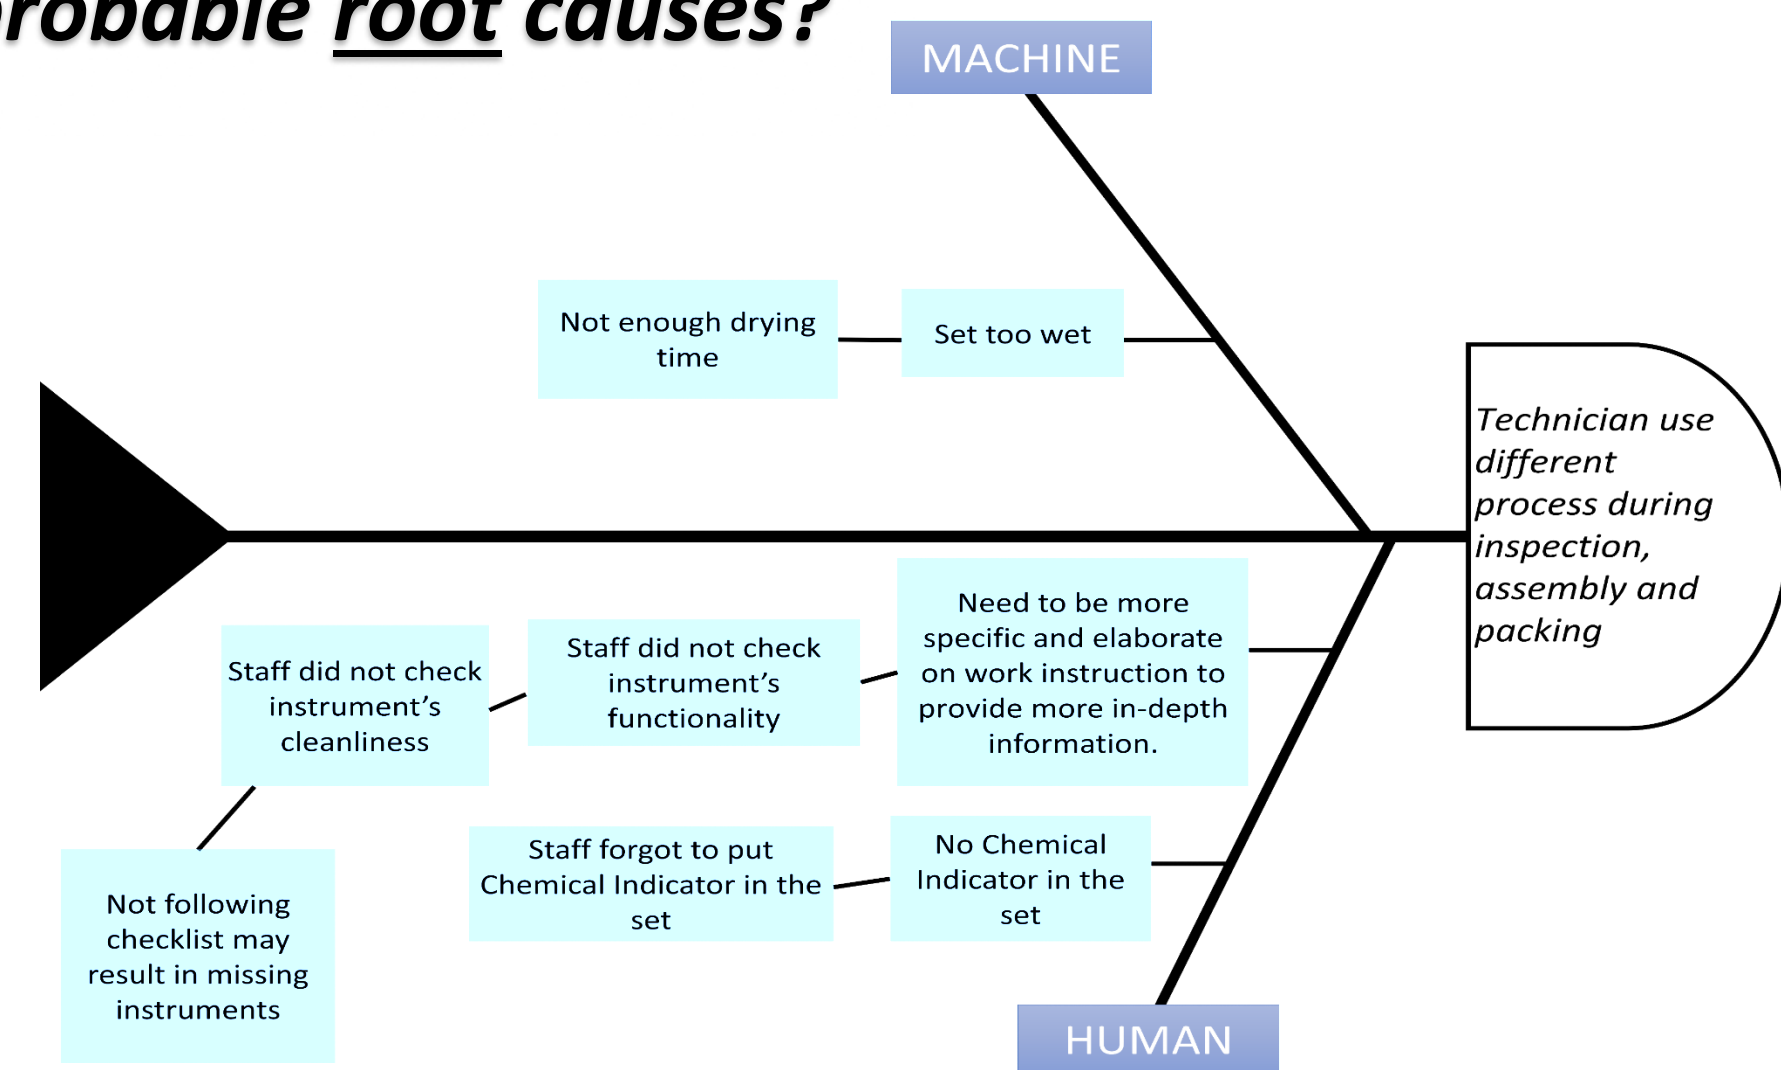 probable root causes?
MACHINE
Not enough drying
time
Set too wet
Technician use
different
process during
inspection,
assembly and
packing
Need to be more
specific and elaborate
on work instruction to
provide more in-depth
information.
Staff did not check
instrument’s
functionality
Staff did not check
instrument’s
cleanliness
Not following
checklist may
result in missing
instruments
No Chemical
Indicator in the
set
Staff forgot to put
Chemical Indicator in the
set
HUMAN